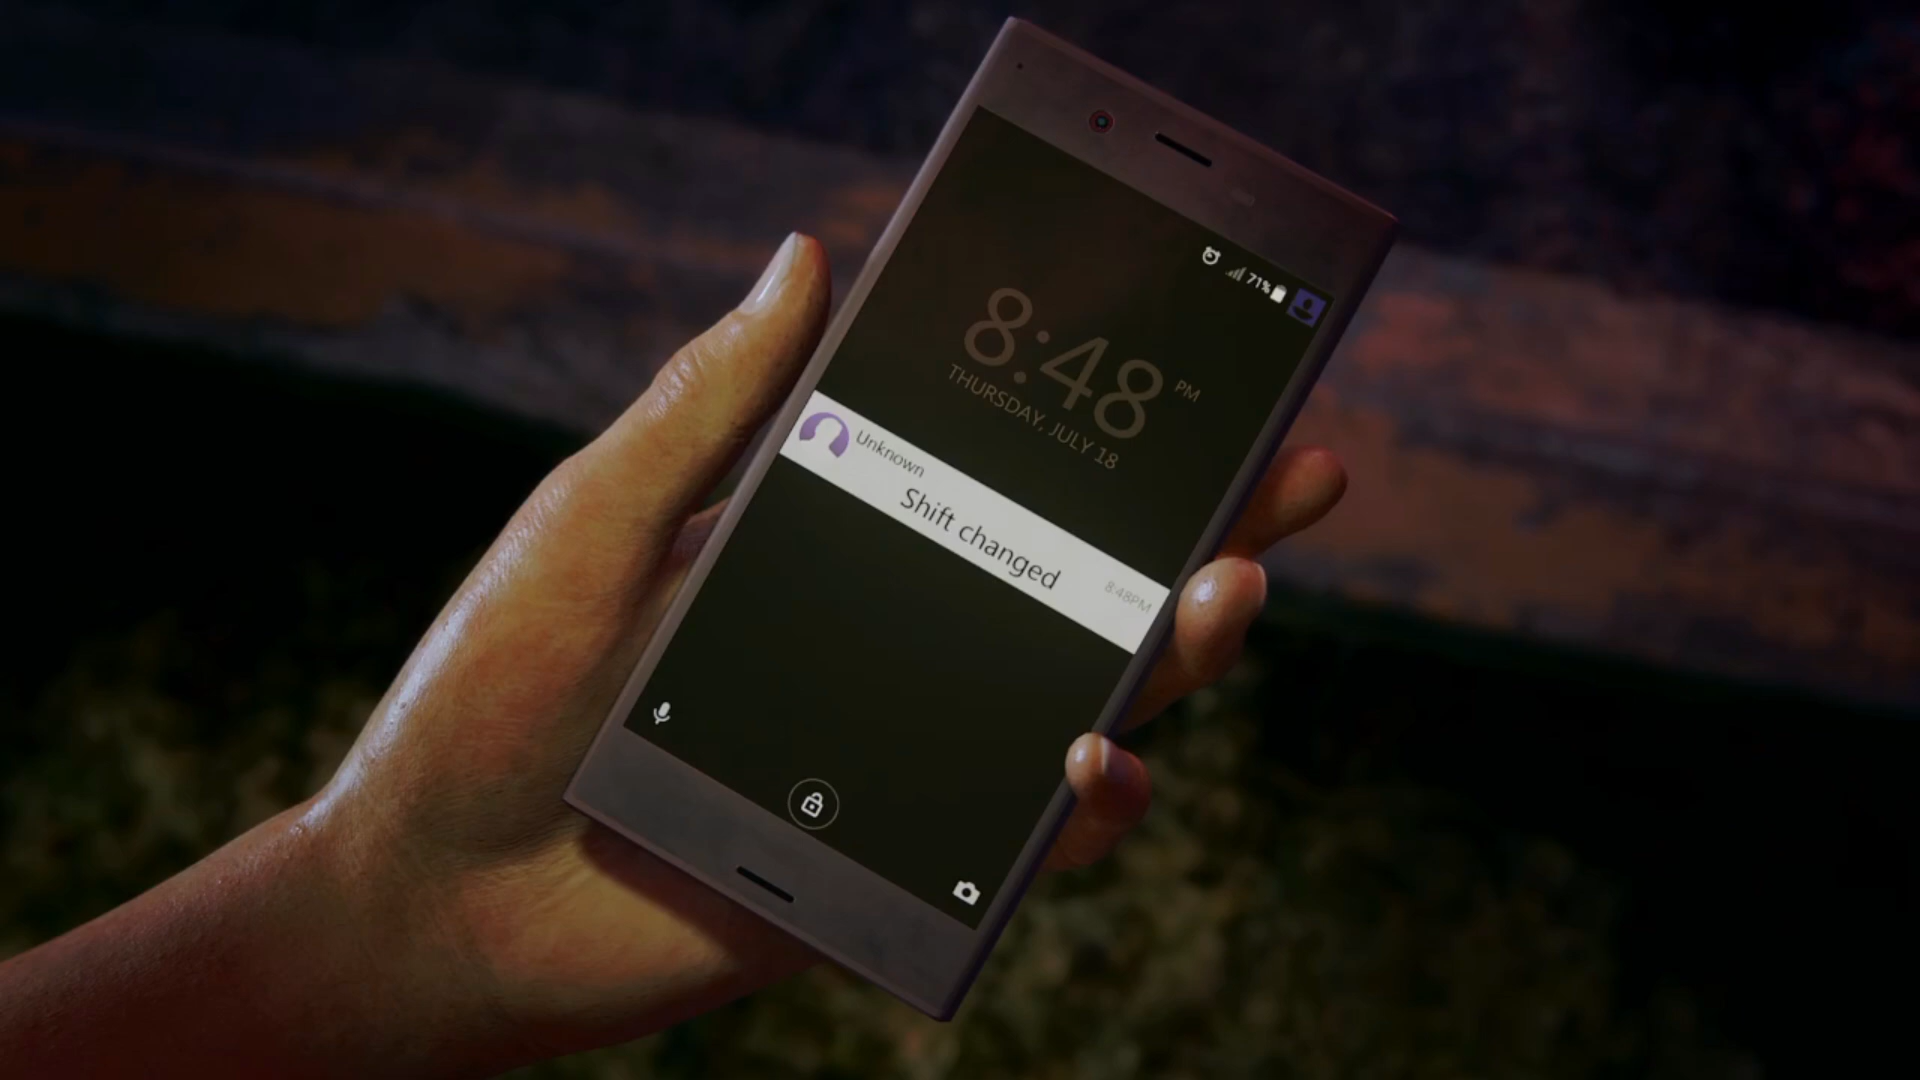 71%
8:48 PM
THURSDAY, JULY 18
Unknown
Shift changed
8:48PM